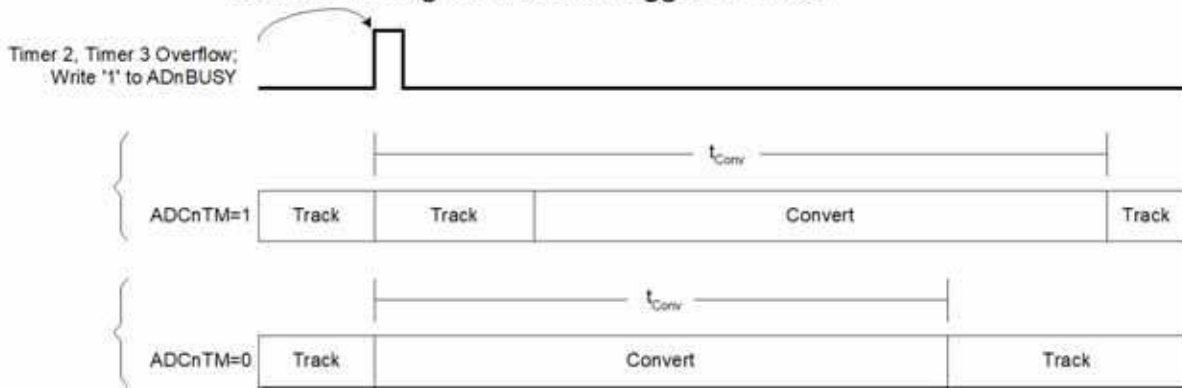 Timer 2, Timer 3 Overflow;
Write '1' to ADnBUSY
tConv
ADCnTM=1 Track Track Convert Track
tConv
ADCnTM=0 Track Convert Track